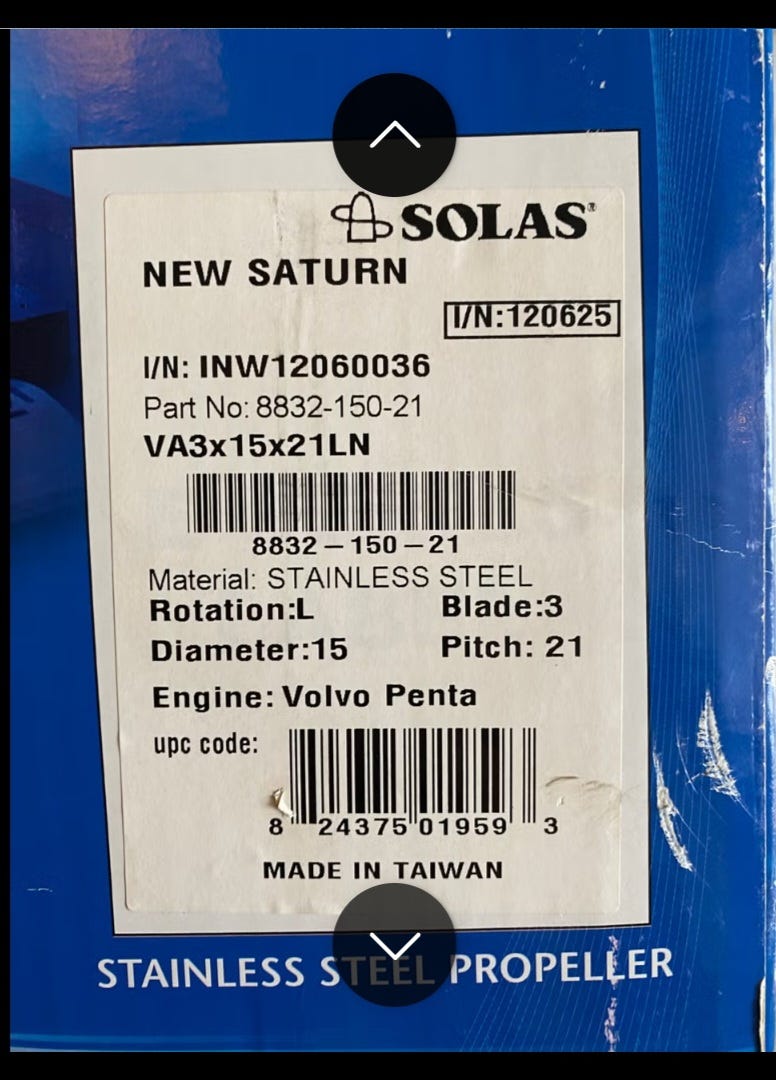 SOLAS®
NEW SATURN
I/N:120625
I/N: INW12060036
Part No: 8832-150-21
VA3x15x21LN
8832-150-21
Material: STAINLESS STEEL
Rotation:L Blade:3
Diameter:15 Pitch: 21
Engine: Volvo Penta
upc code:
8 24375 01959 3
MADE IN TAIWAN
STAINLESS STEEL PROPELLER